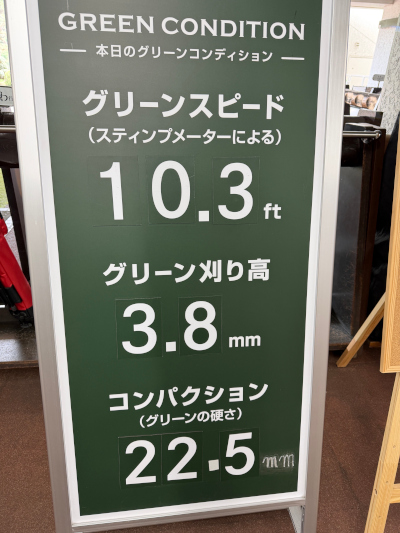 GREEN CONDITION
本日のグリーンコンディション
グリーンスピード
（スティンプメーターによる）
10.3 ft
グリーン刈り高
3.8 mm
コンパクション
（グリーンの硬さ）
22.5 mm